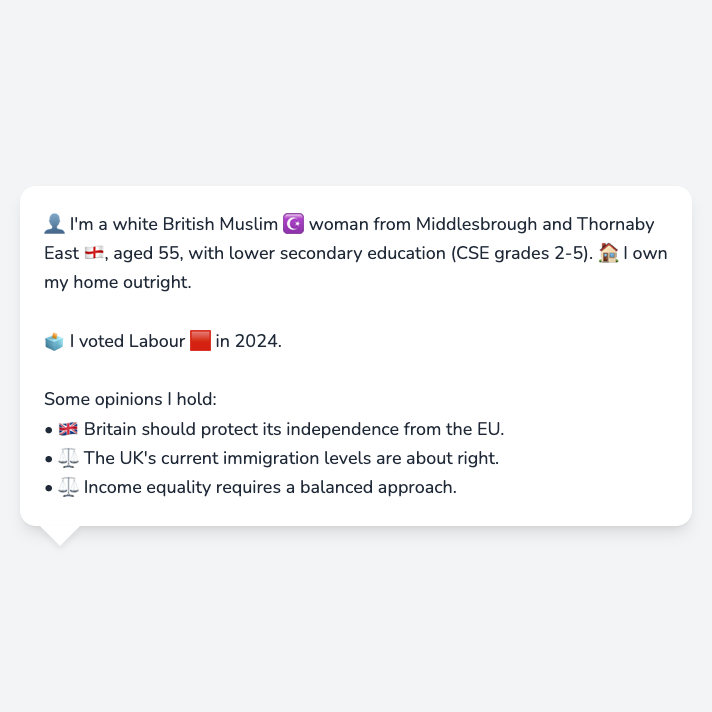 👤 I'm a white British Muslim ☪️ woman from Middlesbrough and Thornaby
East 🏴󠁧󠁢󠁥󠁮󠁧󠁿, aged 55, with lower secondary education (CSE grades 2-5). 🏠 I own
my home outright.
🗳️ I voted Labour 🟥 in 2024.
Some opinions I hold:
• 🇬🇧 Britain should protect its independence from the EU.
• ⚖️ The UK's current immigration levels are about right.
• ⚖️ Income equality requires a balanced approach.